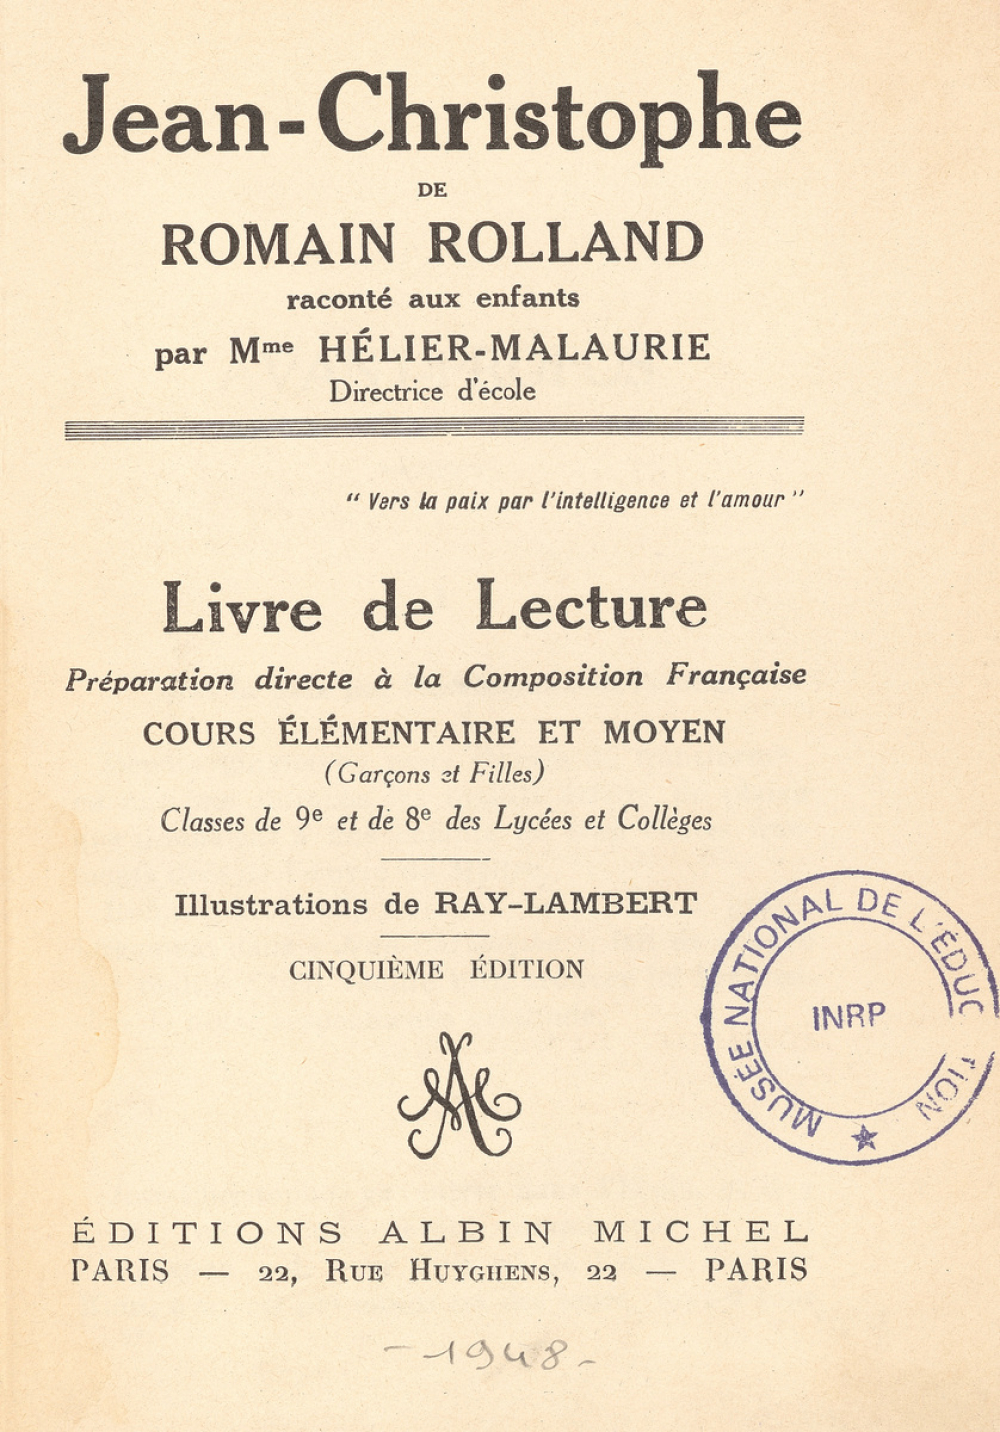 Jean-Christophe
DE
ROMAIN ROLLAND
raconté aux enfants
par Mme HÉLIER-MALAURIE
Directrice d'école
" Vers la paix par l'intelligence et l'amour "
Livre de Lecture
Préparation directe à la Composition Française
COURS ÉLÉMENTAIRE ET MOYEN
(Garçons et Filles)
Classes de 9e et de 8e des Lycées et Collèges
Illustrations de RAY-LAMBERT
CINQUIÈME ÉDITION
MUSÉE NATIONAL DE L'ÉDUC TION
INRP
AM
ÉDITIONS ALBIN MICHEL
PARIS — 22, RUE HUYGHENS, 22 — PARIS
- 1948 -